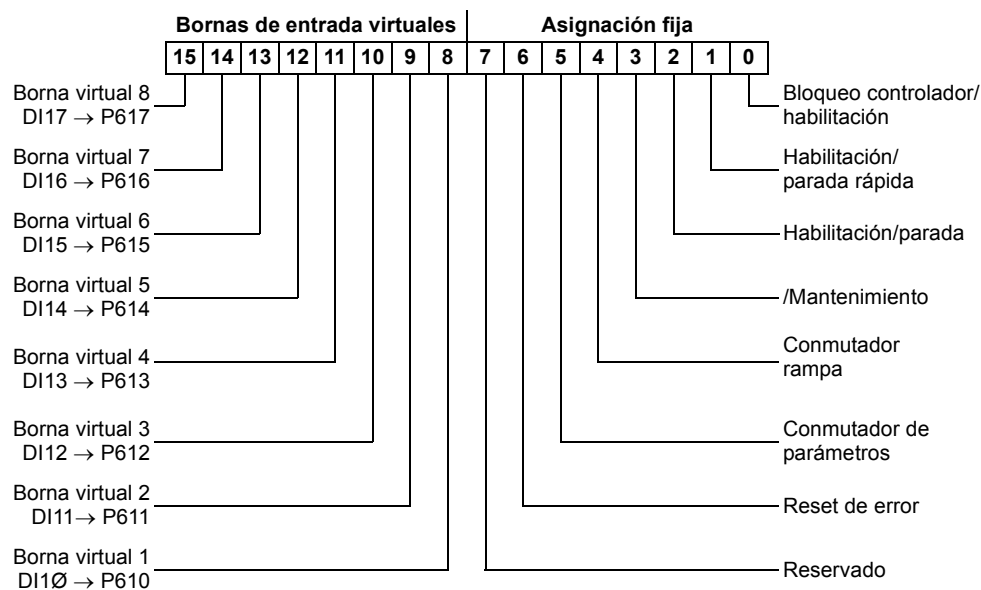 Bornas de entrada virtuales
Asignación fija
15 14 13 12 11 10 9 8 7 6 5 4 3 2 1 0
Borna virtual 8
DI17 → P617
Borna virtual 7
DI16 → P616
Borna virtual 6
DI15 → P615
Borna virtual 5
DI14 → P614
Borna virtual 4
DI13 → P613
Borna virtual 3
DI12 → P612
Borna virtual 2
DI11→ P611
Borna virtual 1
DI1Ø → P610
Bloqueo controlador/
habilitación
Habilitación/
parada rápida
Habilitación/parada
/Mantenimiento
Conmutador
rampa
Conmutador de
parámetros
Reset de error
Reservado